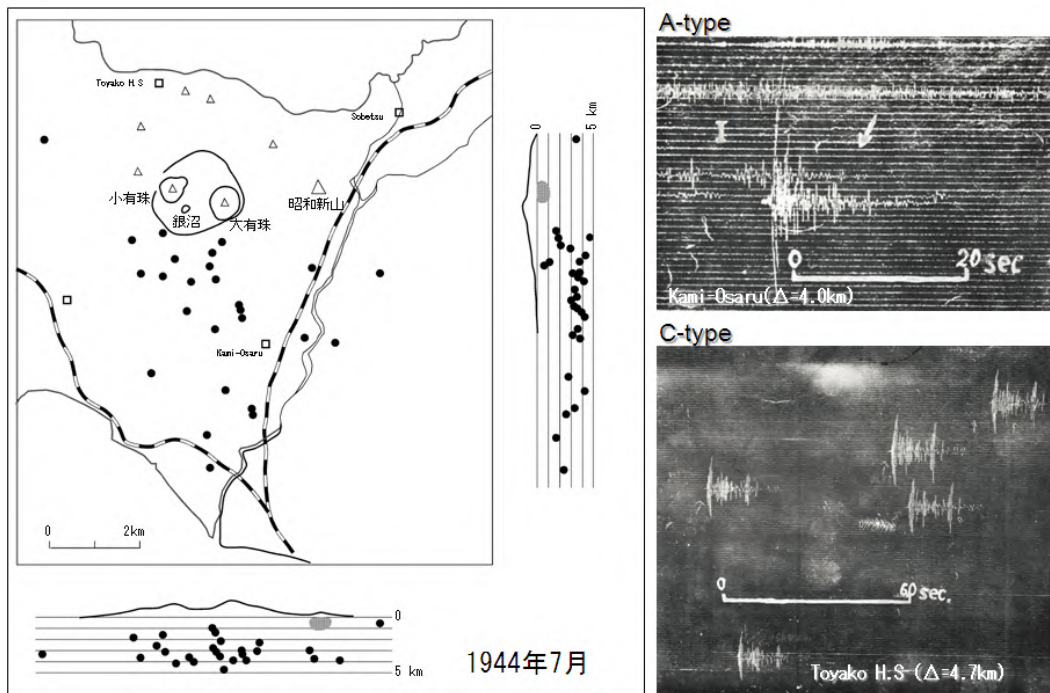 Toyako H.S
Sobetsu
小有珠
銀沼
大有珠
昭和新山
Kami-Osaru
0 2km
0
5 km
0
5 km
1944年7月
A-type
0 20 sec
Kami-Osaru(Δ=4.0km)
C-type
0 60 sec.
Toyako H.S (Δ=4.7km)